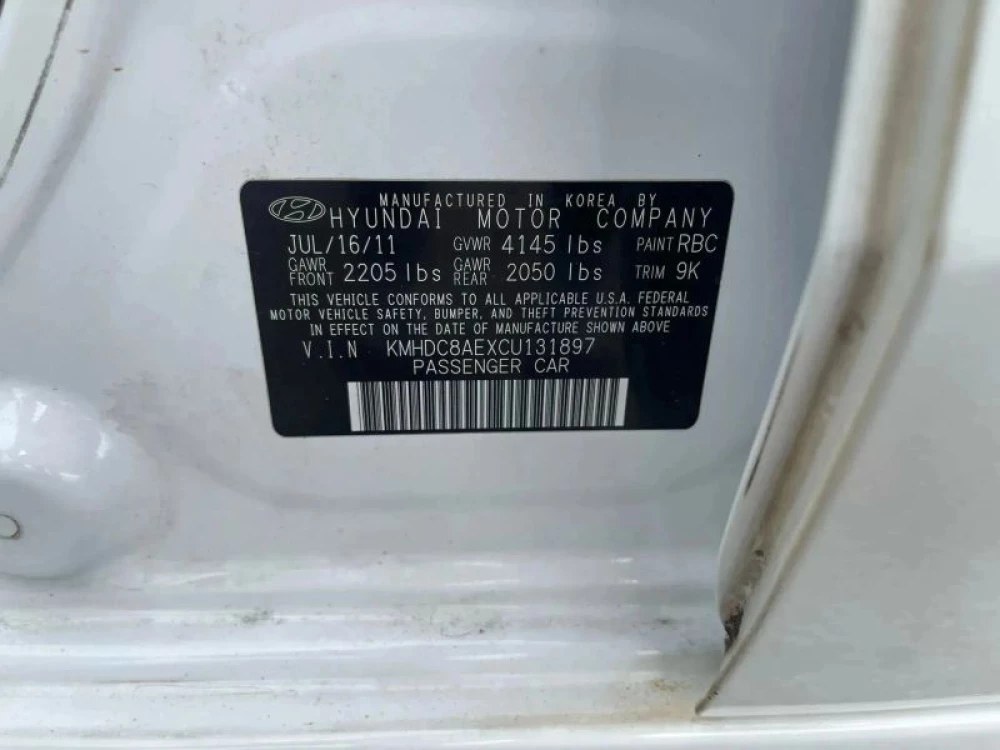 MANUFACTURED IN KOREA BY
HYUNDAI MOTOR COMPANY
JUL/16/11 GVWR 4145 lbs PAINT RBC
GAWR FRONT 2205 lbs GAWR REAR 2050 lbs TRIM 9K
THIS VEHICLE CONFORMS TO ALL APPLICABLE U.S.A. FEDERAL
MOTOR VEHICLE SAFETY, BUMPER, AND THEFT PREVENTION STANDARDS
IN EFFECT ON THE DATE OF MANUFACTURE SHOWN ABOVE
V.I.N KMHDC8AEXCU131897
PASSENGER CAR